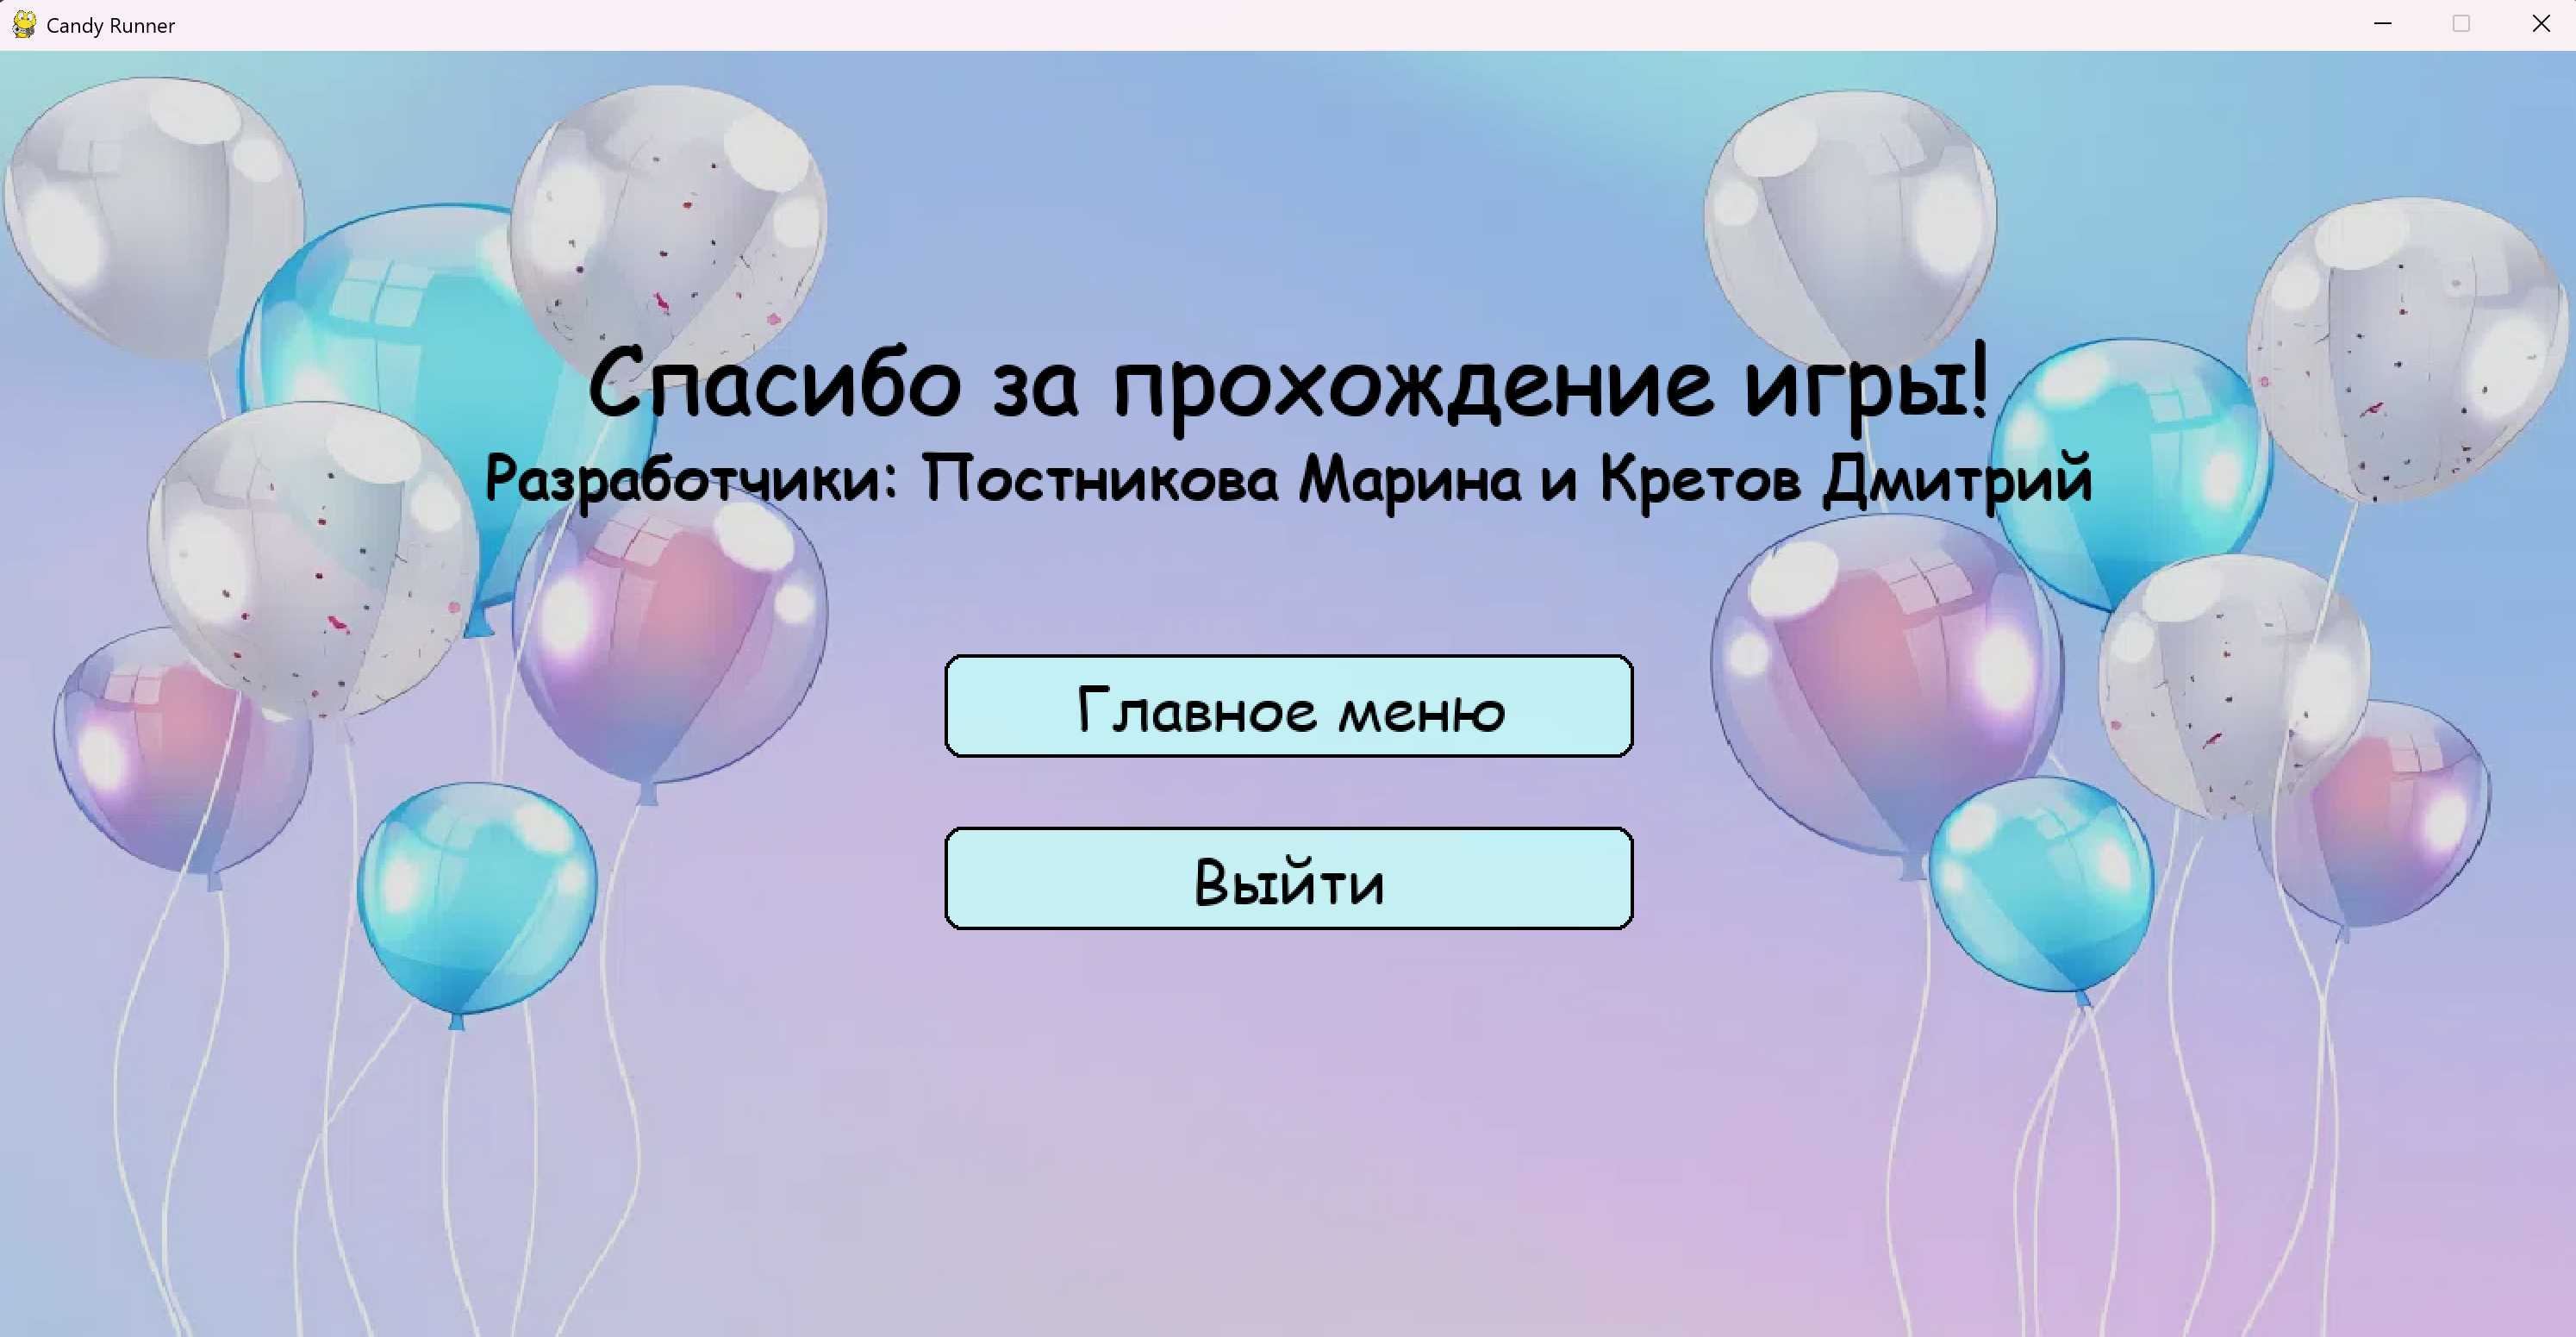 Candy Runner
Спасибо за прохождение игры!
Разработчики: Постникова Марина и Кретов Дмитрий
Главное меню
Выйти